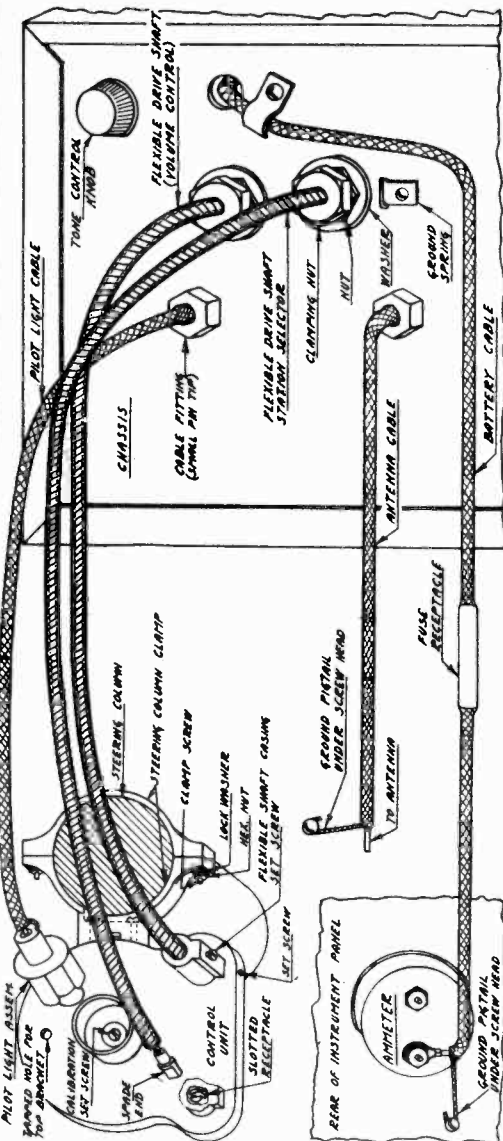 TONE CONTROL
KNOB
PILOT LIGHT CABLE
FLEXIBLE DRIVE SHAFT
(VOLUME CONTROL)
CHASSIS
CABLE FITTING
(SMALL PIN TIP)
FLEXIBLE DRIVE SHAFT
STATION SELECTOR
CLAMPING NUT
NUT
WASHER
GROUND
SPRING
ANTENNA CABLE
BATTERY CABLE
STEERING COLUMN
STEERING COLUMN CLAMP
CLAMP SCREW
LOCK WASHER
HEX. NUT
FLEXIBLE SHAFT CASING
SET SCREW
SET SCREW
GROUND PIGTAIL
UNDER SCREW HEAD
TO ANTENNA
FUSE
RECEPTACLE
PILOT LIGHT ASSEM.
TAPPED HOLE FOR
TOP BRACKET
CALIBRATION
SET SCREW
SPADE
END
CONTROL
UNIT
SLOTTED
RECEPTACLE
REAR OF INSTRUMENT PANEL
AMMETER
GROUND PIGTAIL
UNDER SCREW HEAD